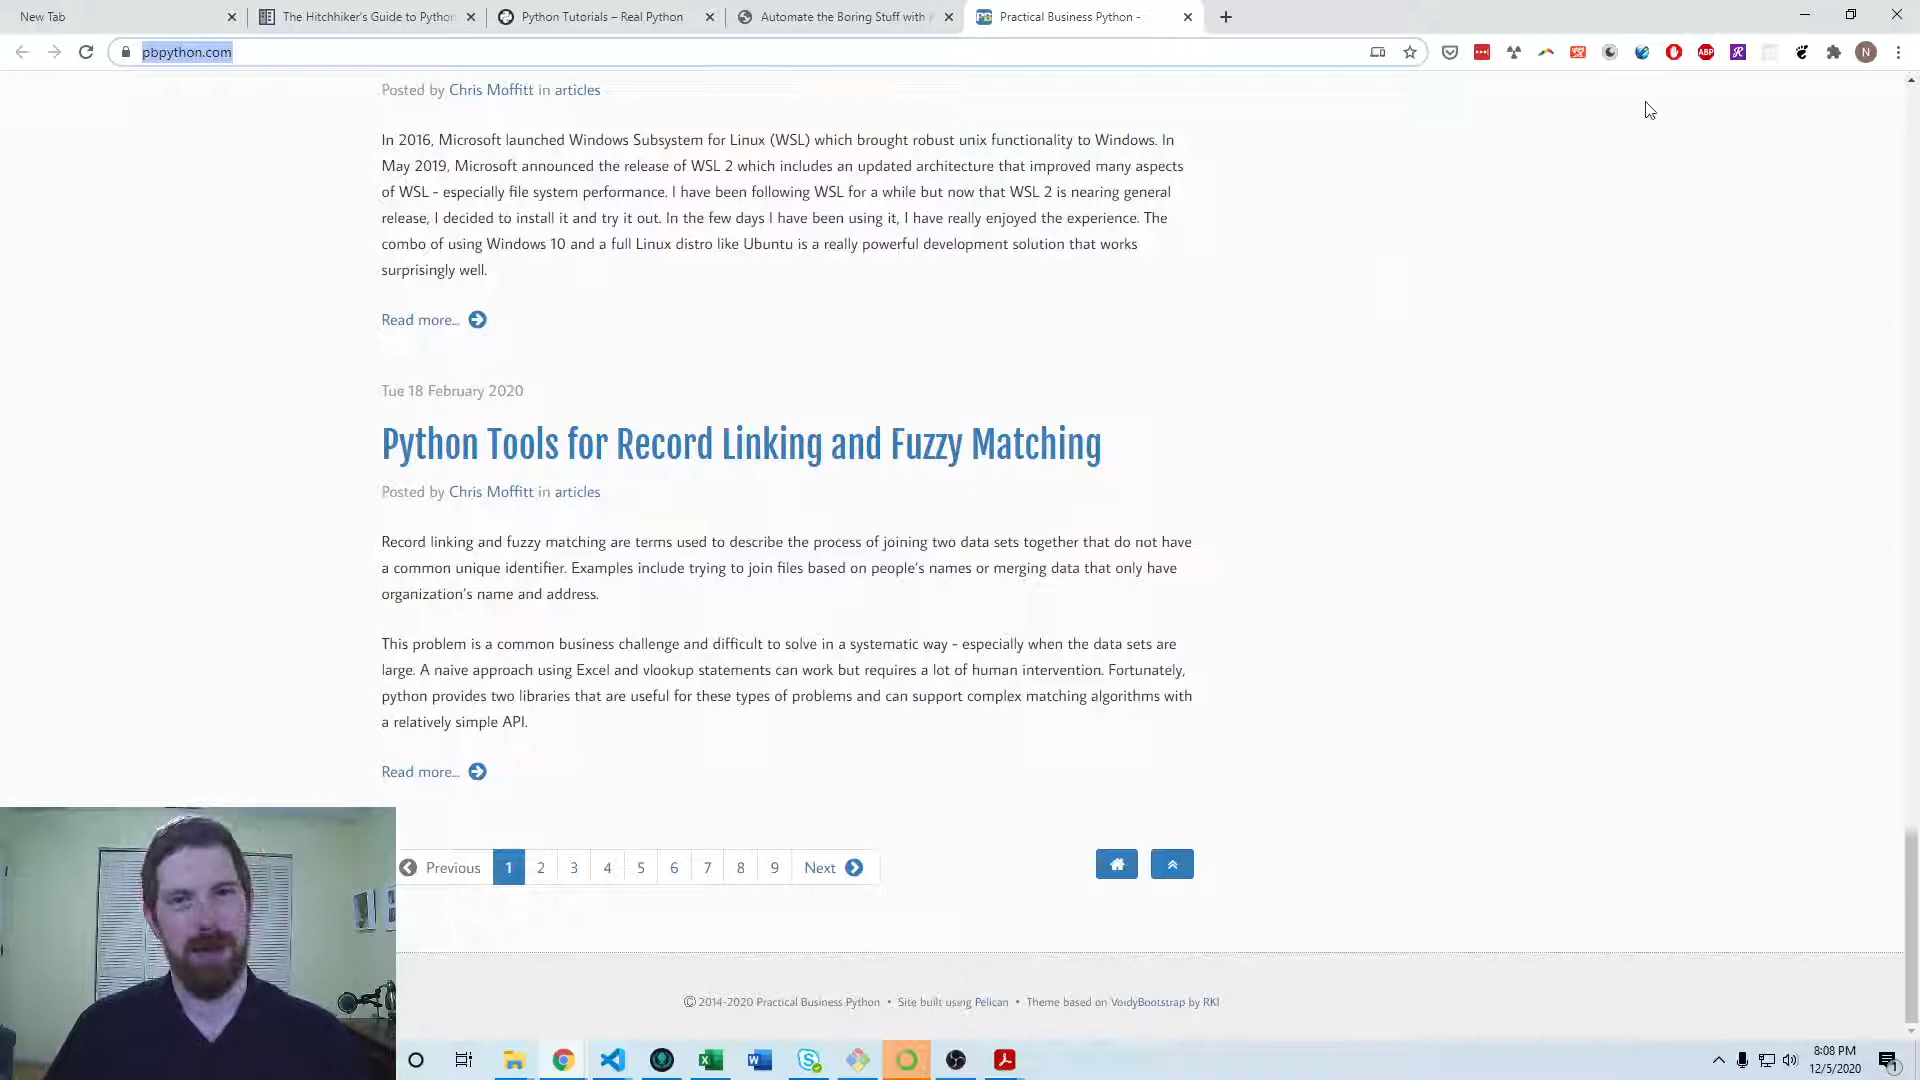 New Tab
The Hitchhiker's Guide to Python
Python Tutorials – Real Python
Automate the Boring Stuff with
Practical Business Python -
pbpython.com
ABP
N
Posted by Chris Moffitt in articles
In 2016, Microsoft launched Windows Subsystem for Linux (WSL) which brought robust unix functionality to Windows. In
May 2019, Microsoft announced the release of WSL 2 which includes an updated architecture that improved many aspects
of WSL - especially file system performance. I have been following WSL for a while but now that WSL 2 is nearing general
release, I decided to install it and try it out. In the few days I have been using it, I have really enjoyed the experience. The
combo of using Windows 10 and a full Linux distro like Ubuntu is a really powerful development solution that works
surprisingly well.
Read more...
Tue 18 February 2020
Python Tools for Record Linking and Fuzzy Matching
Posted by Chris Moffitt in articles
Record linking and fuzzy matching are terms used to describe the process of joining two data sets together that do not have
a common unique identifier. Examples include trying to join files based on people's names or merging data that only have
organization's name and address.
This problem is a common business challenge and difficult to solve in a systematic way - especially when the data sets are
large. A naive approach using Excel and vlookup statements can work but requires a lot of human intervention. Fortunately,
python provides two libraries that are useful for these types of problems and can support complex matching algorithms with
a relatively simple API.
Read more...
Previous 1 2 3 4 5 6 7 8 9 Next
© 2014-2020 Practical Business Python • Site built using Pelican • Theme based on VoidyBootstrap by RKI
8:08 PM
12/5/2020